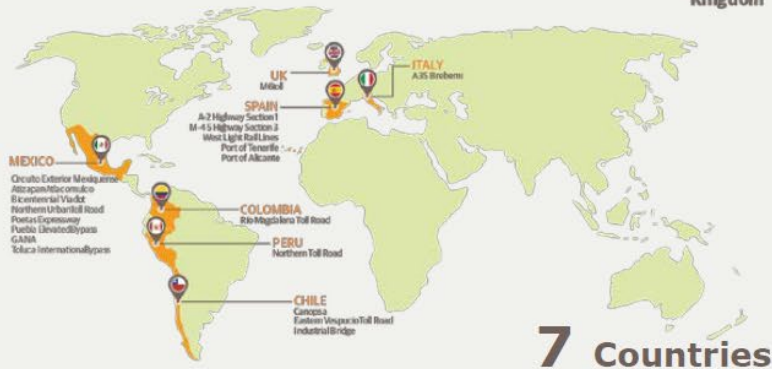 Kingdom
UK
M6toll
ITALY
A35 Brebemi
SPAIN
A-2 Highway Section 1
M-45 Highway Section 3
West Light Rail Lines
Port of Tenerife
Port of Alicante
MEXICO
Circuito Exterior Mexiquense
Atizapan Atlacomulco
Bicentennial Viaduct
Northern Urban Toll Road
Poetas Expressway
Puebla Elevated Bypass
GANA
Toluca International Bypass
COLOMBIA
Río Magdalena Toll Road
PERU
Northern Toll Road
CHILE
Canopsa
Eastern Vespucio Toll Road
Industrial Bridge
7 Countries